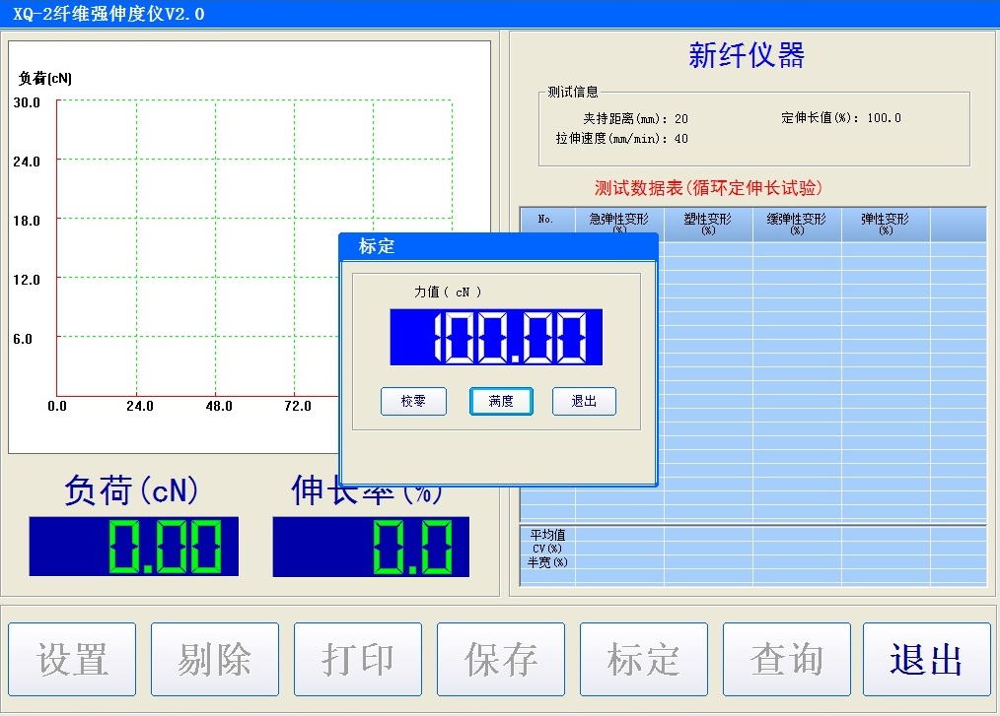 XQ-2纤维强伸度仪V2.0
负荷(cN)
30.0
24.0
18.0
12.0
6.0
0.0 24.0 48.0 72.0
负荷(cN) 伸长率(%)
0.00 0.0
新纤仪器
测试信息
夹持距离(mm): 20 定伸长值(%): 100.0
拉伸速度(mm/min): 40
测试数据表(循环定伸长试验)
No. 急弹性变形 塑性变形 缓弹性变形 弹性变形
(%) (%) (%) (%)
标定
力值( cN )
100.00
校零 满度 退出
平均值
CV(%)
半宽(%)
设置 剔除 打印 保存 标定 查询 退出